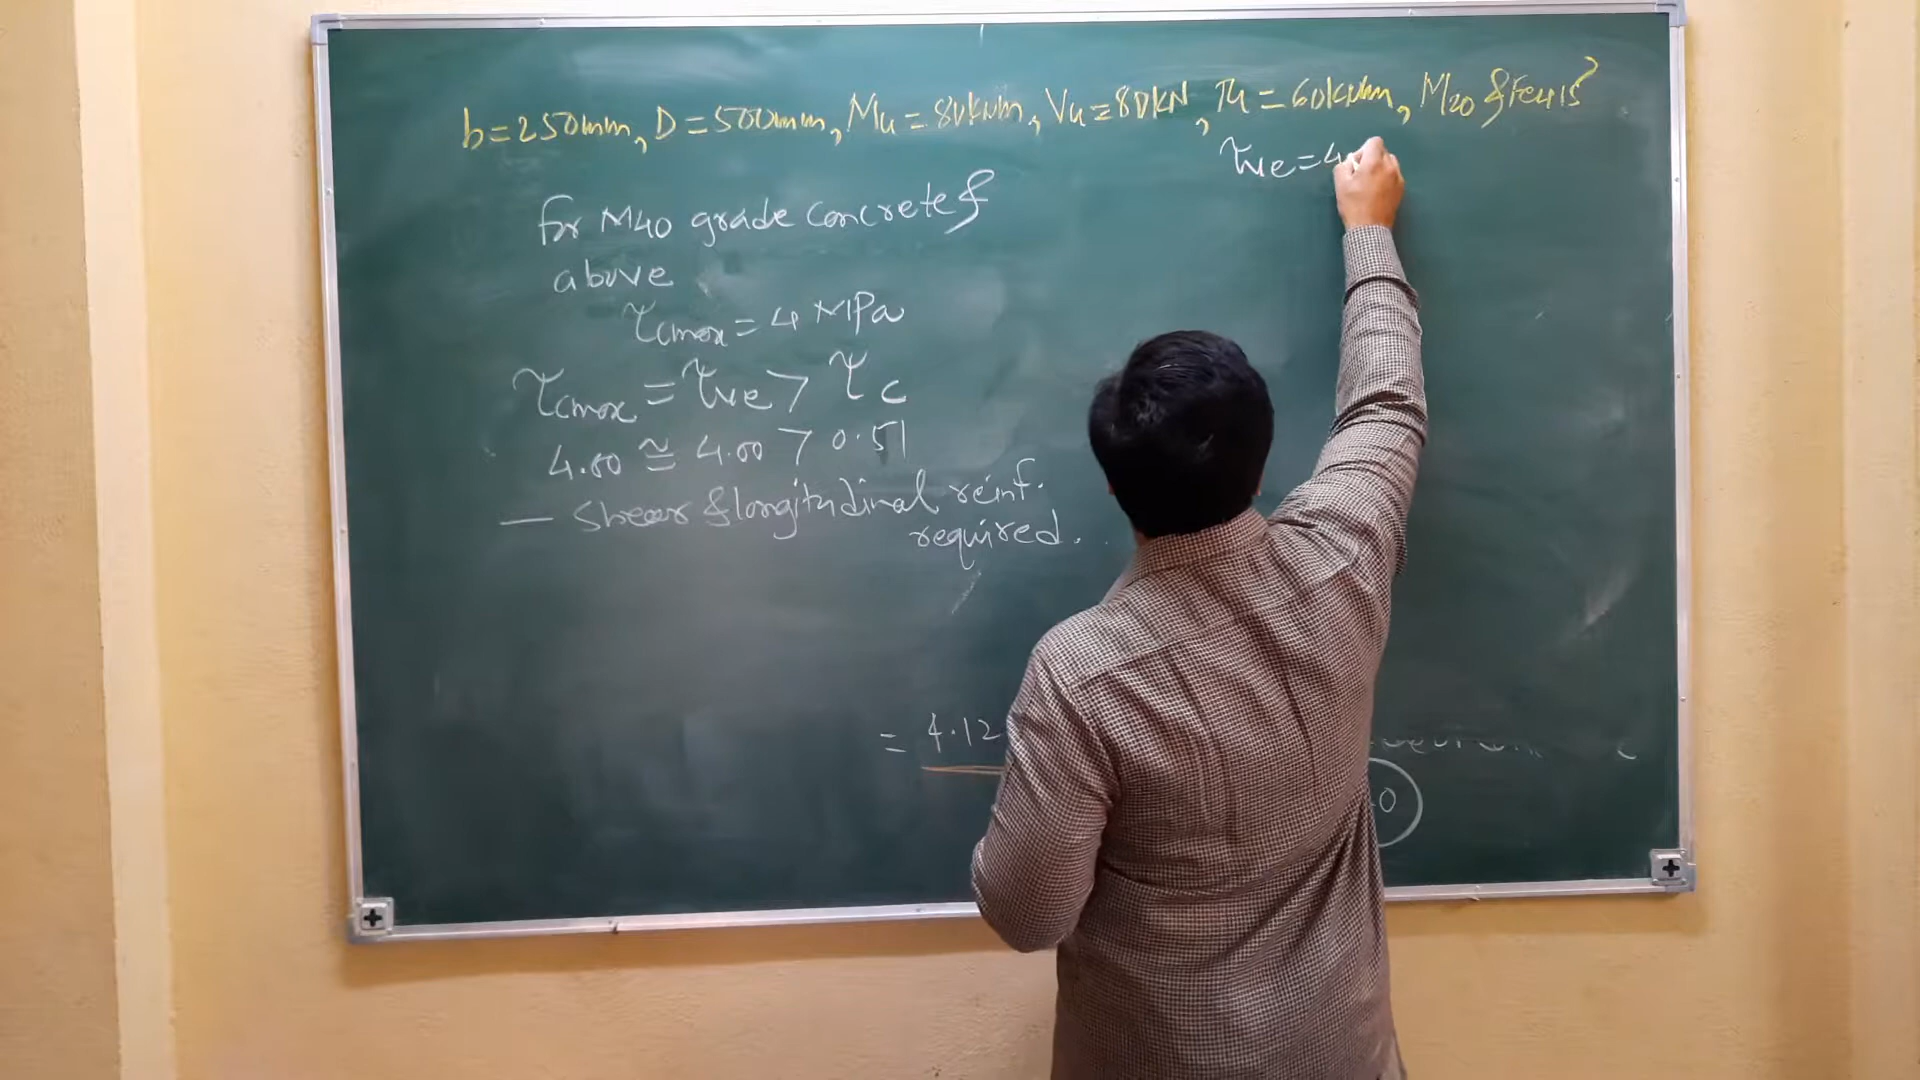 b=250mm, D=500mm, Mu=80kNm, Vu=80kN, Tu=60kNm, M20 & Fe415
τve=4
for M40 grade concrete &
above
τcmax=4 MPa
τcmax=τve>τc
4.00≅4.00>0.51
— Shear & longitudinal reinf.
required.
=4.12
0